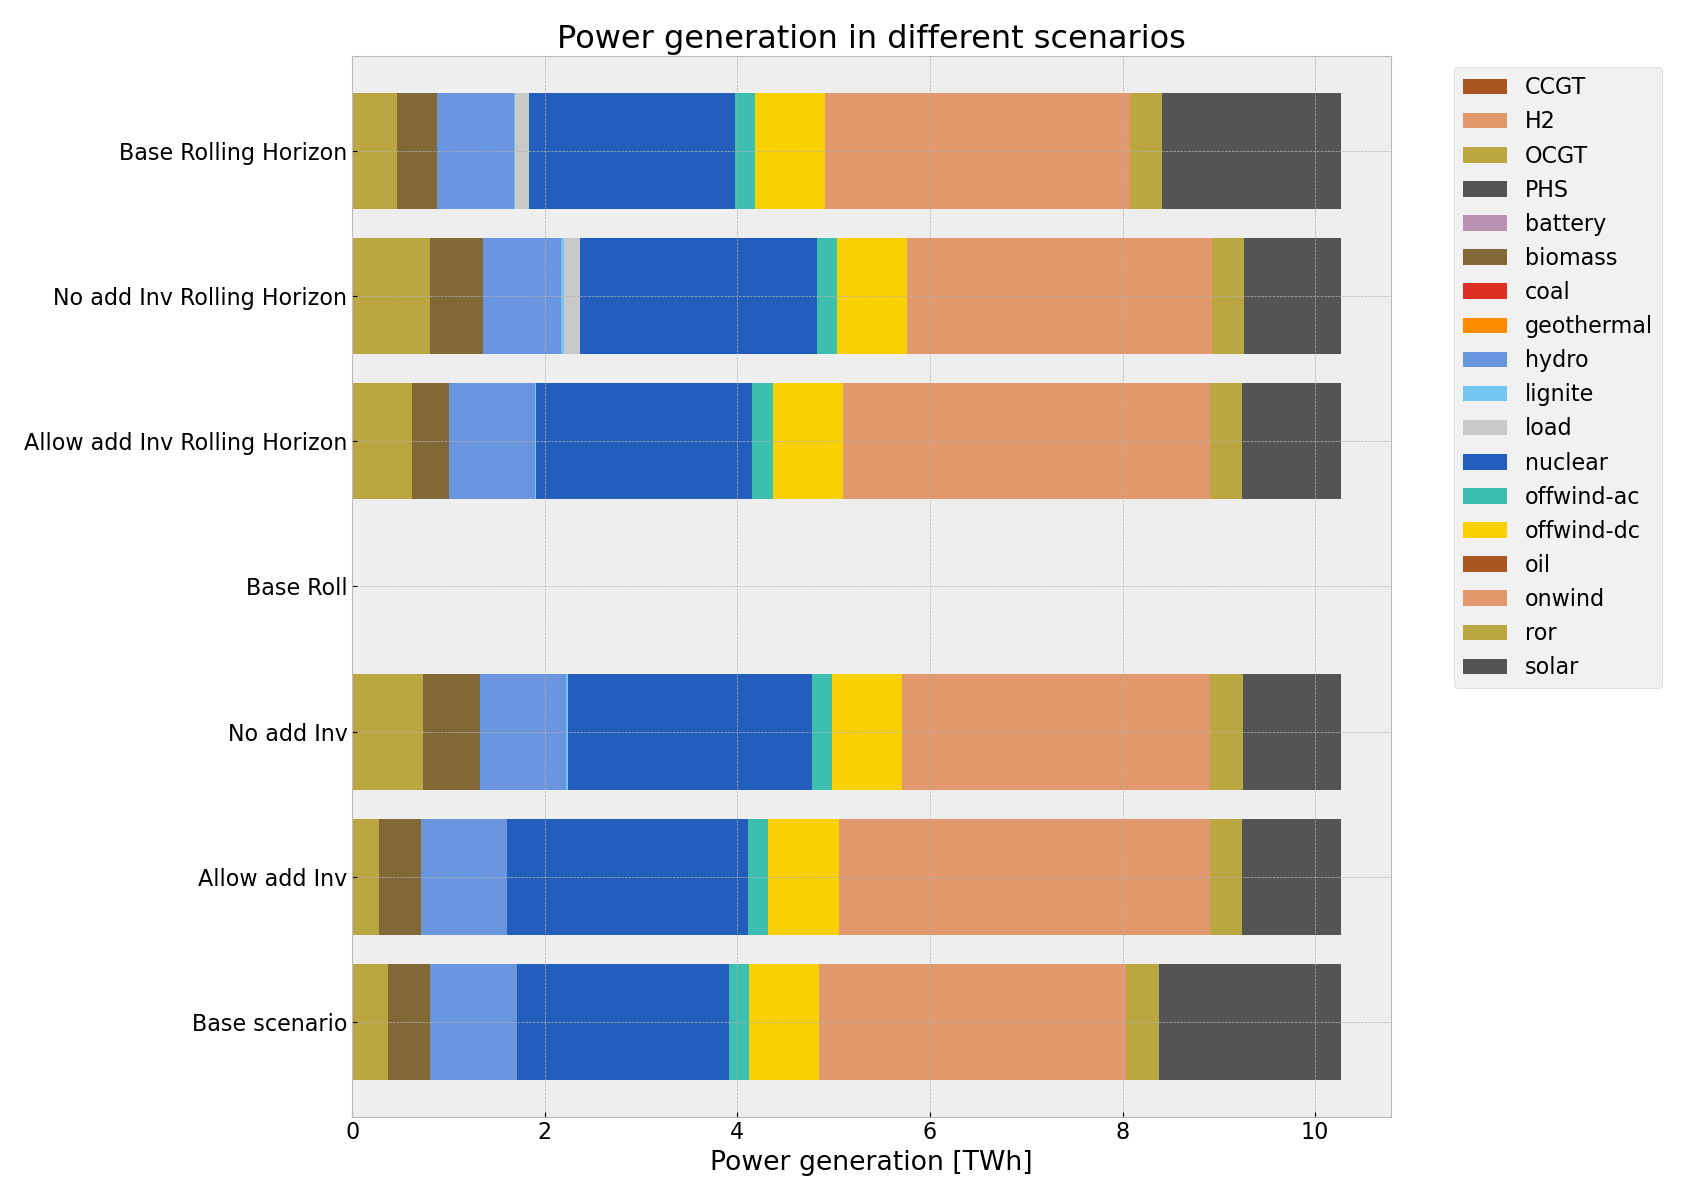 Power generation in different scenarios
Base Rolling Horizon
No add Inv Rolling Horizon
Allow add Inv Rolling Horizon
Base Roll
No add Inv
Allow add Inv
Base scenario
0 2 4 6 8 10
Power generation [TWh]
CCGT
H2
OCGT
PHS
battery
biomass
coal
geothermal
hydro
lignite
load
nuclear
offwind-ac
offwind-dc
oil
onwind
ror
solar